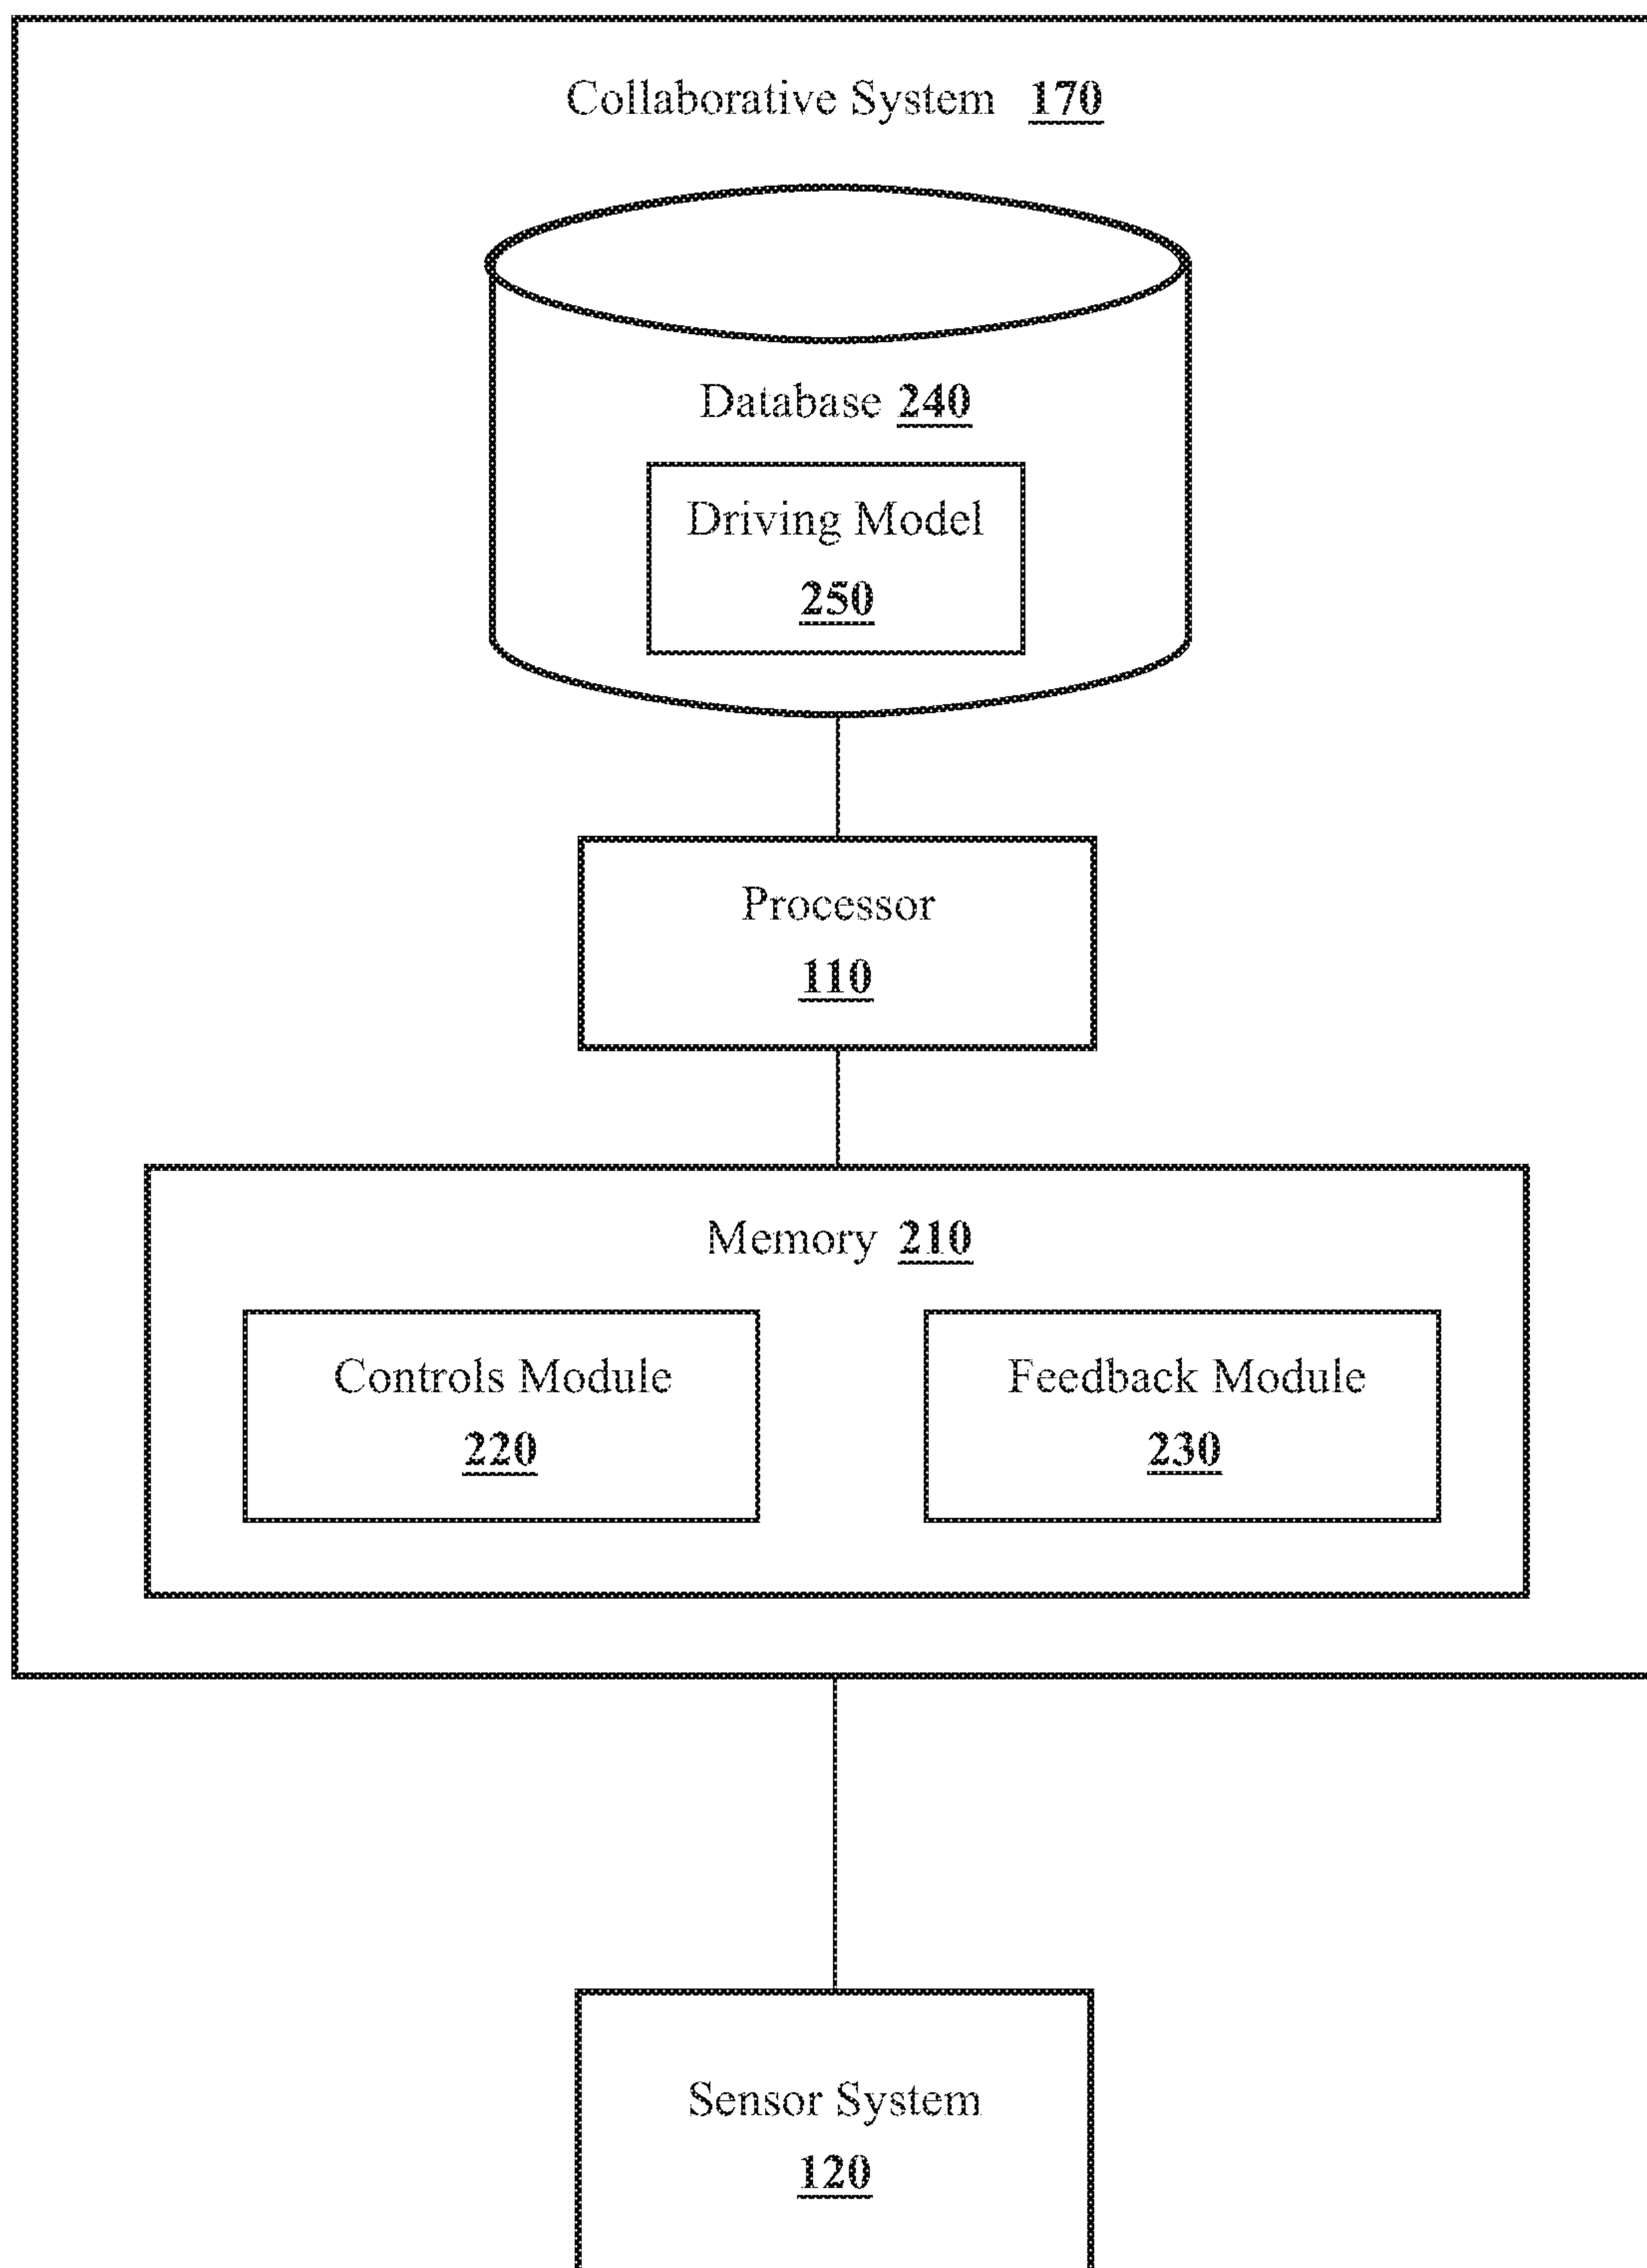 Collaborative System 170
Database 240
Driving Model
250
Processor
110
Memory 210
Controls Module
220
Feedback Module
230
Sensor System
120